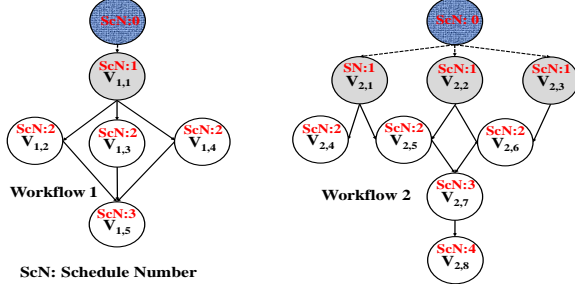 ScN:0
ScN:1
V1,1
ScN:2
V1,2
ScN:2
V1,3
ScN:2
V1,4
Workflow 1
ScN:3
V1,5
ScN: Schedule Number
ScN: 0
SN:1
V2,1
ScN:1
V2,2
ScN:1
V2,3
ScN:2
V2,4
ScN:2
V2,5
ScN:2
V2,6
Workflow 2
ScN:3
V2,7
ScN:4
V2,8